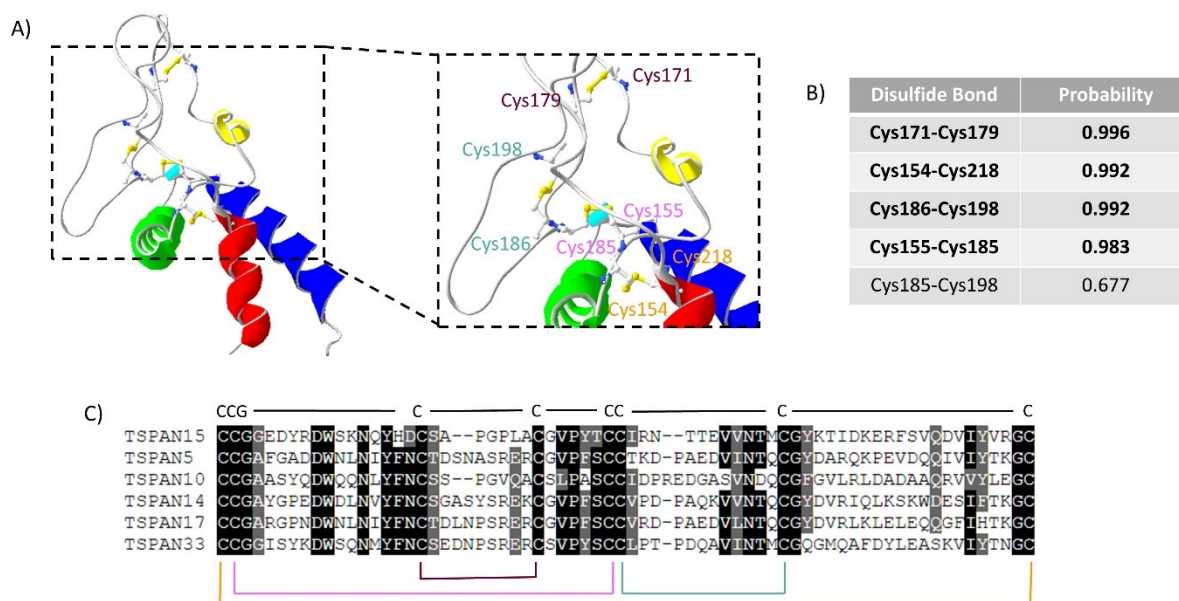 A)
Cys171
Cys179
Cys198
Cys155
Cys186
Cys185
Cys218
Cys154
B)
Disulfide Bond Probability
Cys171-Cys179 0.996
Cys154-Cys218 0.992
Cys186-Cys198 0.992
Cys155-Cys185 0.983
Cys185-Cys198 0.677
C)
CCG C C CC C C
TSPAN15 CCGGEDYRDWSKNQYHDCSA--PGPLACGVPYTCCIRN--TTEVVNTMCGYKTIDKERFSVQDVIYVRGC
TSPAN5 CCGAFGADDWNLNIYFNCTDSNASRERCGVPFSCCTKD-PAEDVINTQCGYDARQKPEVDQQIVIYTKGC
TSPAN10 CCGAASYQDWQQNLYFNCSS--PGVQACSLPASCCIDPREDGASVNDQCGFGVLRLDADAAQRVVYLEGC
TSPAN14 CCGAYGPEDWDLNVYFNCSGASYSREKCGVPFSCCVPD-PAQKVVNTQCGYDVRIQLKSKWDESIFTKGC
TSPAN17 CCGARGPNDWNLNIYFNCTDLNPSRERCGVPFSCCVRD-PAEDVLNTQCGYDVRLKLELEQQGFIHTKGC
TSPAN33 CCGGISYKDWSQNMYFNCSEDNPSRERCSVPYSCCLPT-PDQAVINTMCGQGMQAFDYLEASKVIYTNGC